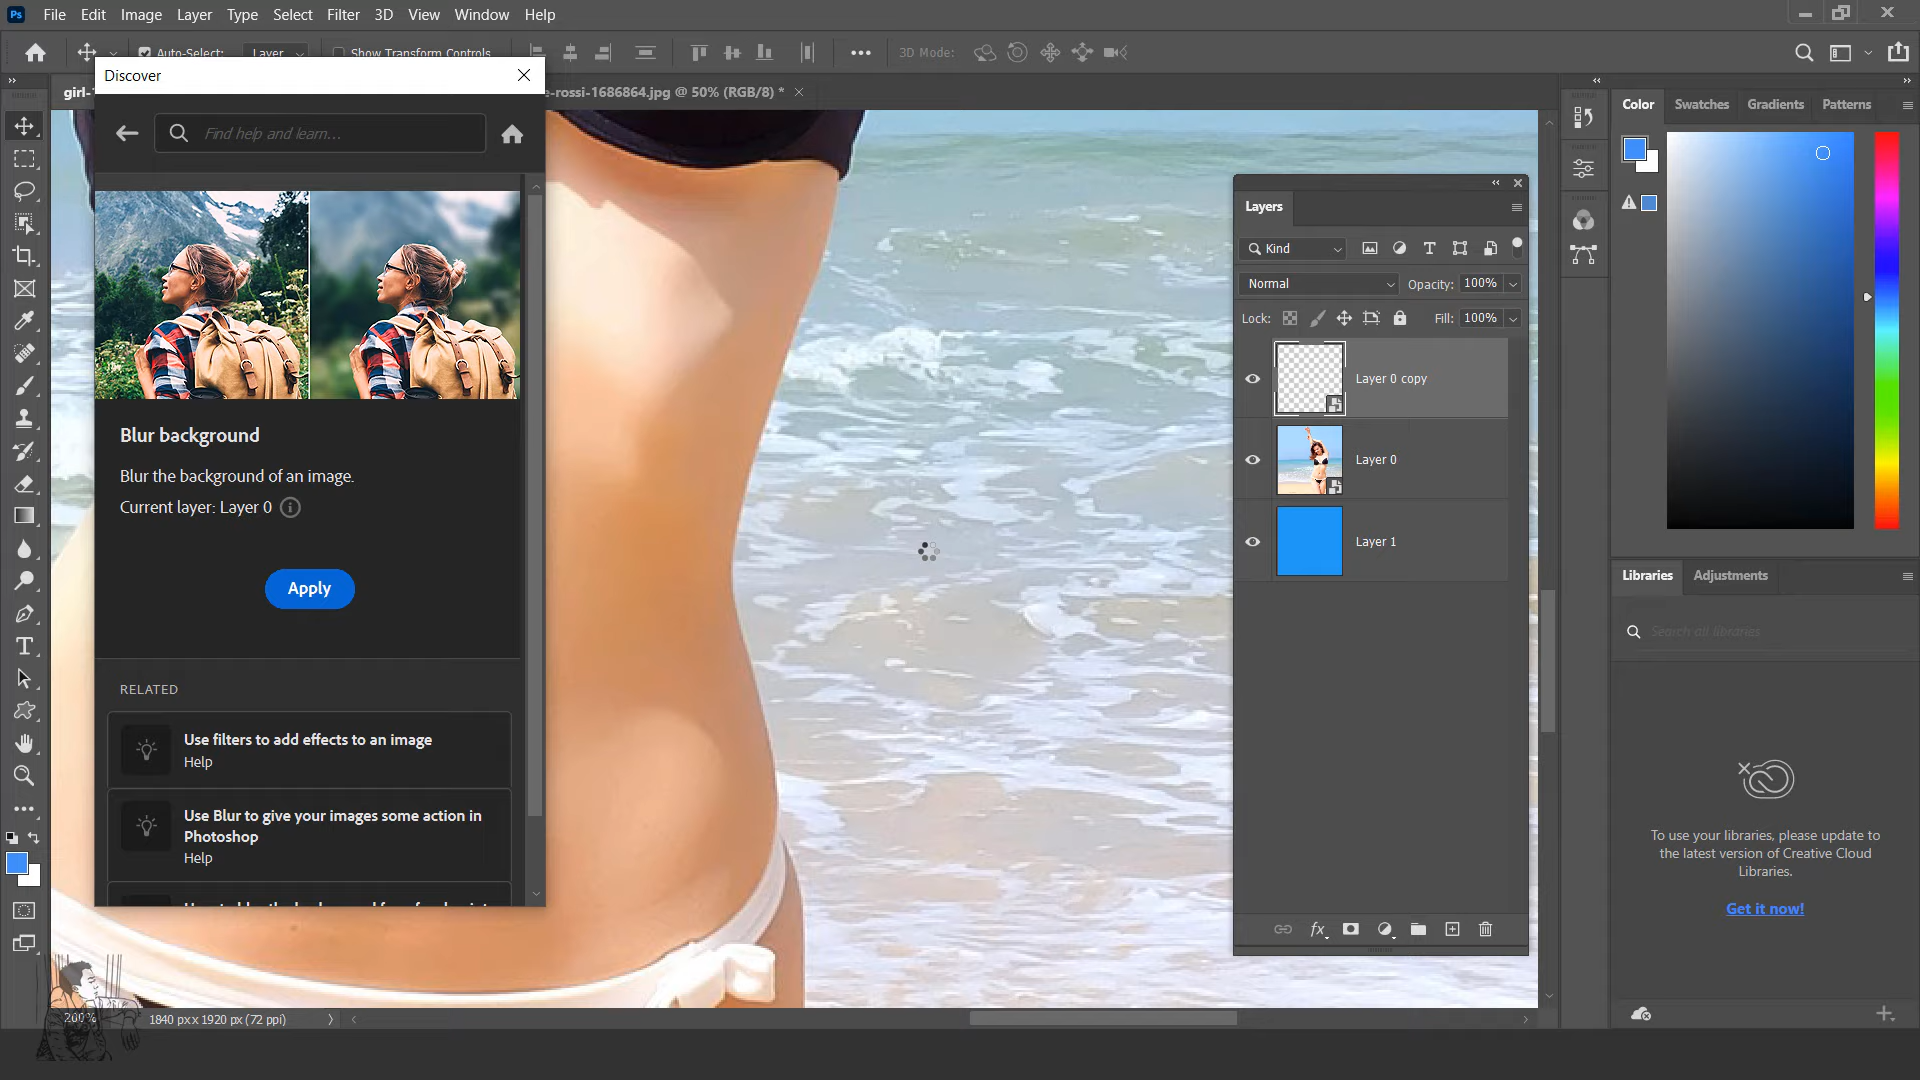 Ps File Edit Image Layer Type Select Filter 3D View Window Help
Auto-Select: Layer Show Transform Controls 3D Mode:
Discover
girl- e-rossi-1686864.jpg @ 50% (RGB/8) *
Find help and learn...
Blur background
Blur the background of an image.
Current layer: Layer 0
Apply
RELATED
Use filters to add effects to an image
Help
Use Blur to give your images some action in
Photoshop
Help
200% 1840 px x 1920 px (72 ppi)
Layers
Kind
Normal Opacity: 100%
Lock: Fill: 100%
Layer 0 copy
Layer 0
Layer 1
fx
Color Swatches Gradients Patterns
Libraries Adjustments
Search all libraries
To use your libraries, please update to
the latest version of Creative Cloud
Libraries.
Get it now!